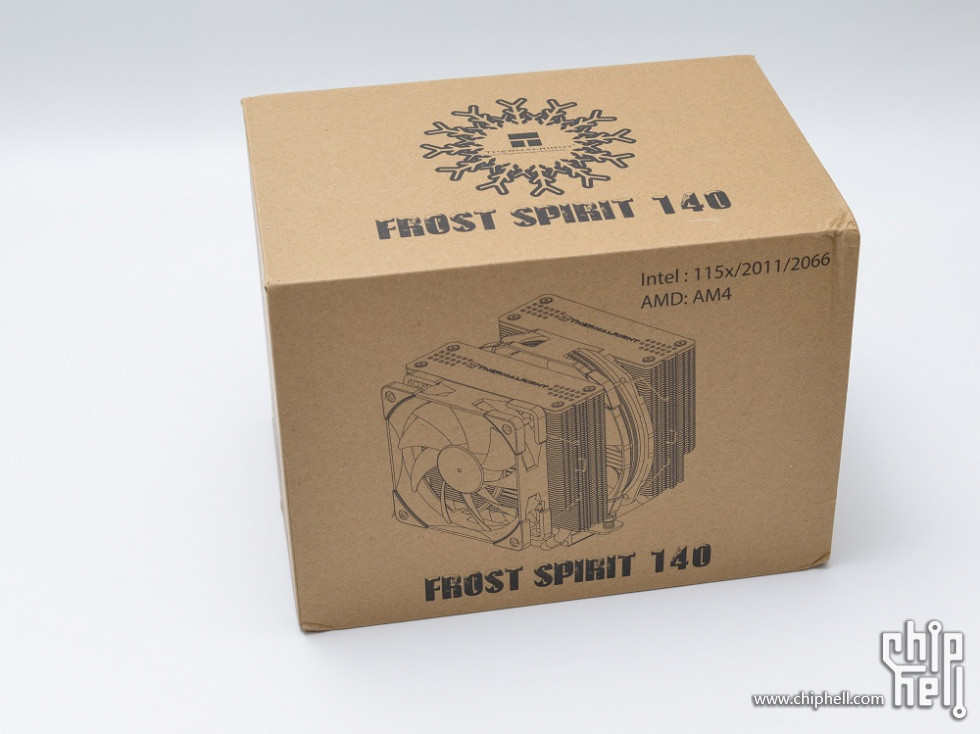 THERMALRIGHT
FROST SPIRIT 140
Intel : 115x/2011/2066
AMD: AM4
THERMALRIGHT
THERMALRIGHT
FROST SPIRIT 140
chip
hell
www.chiphell.com